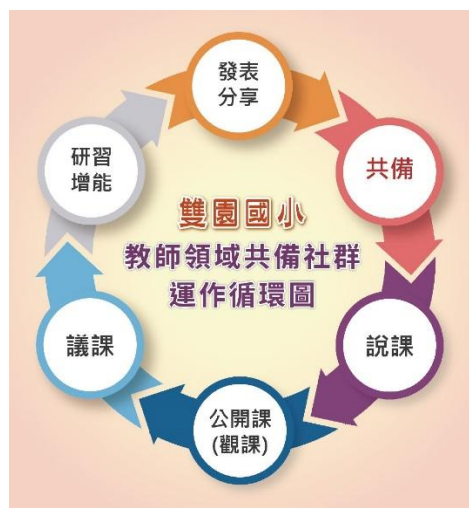 發表
分享
研習
增能
共備
雙園國小
教師領域共備社群
運作循環圖
議課
說課
公開課
(觀課)